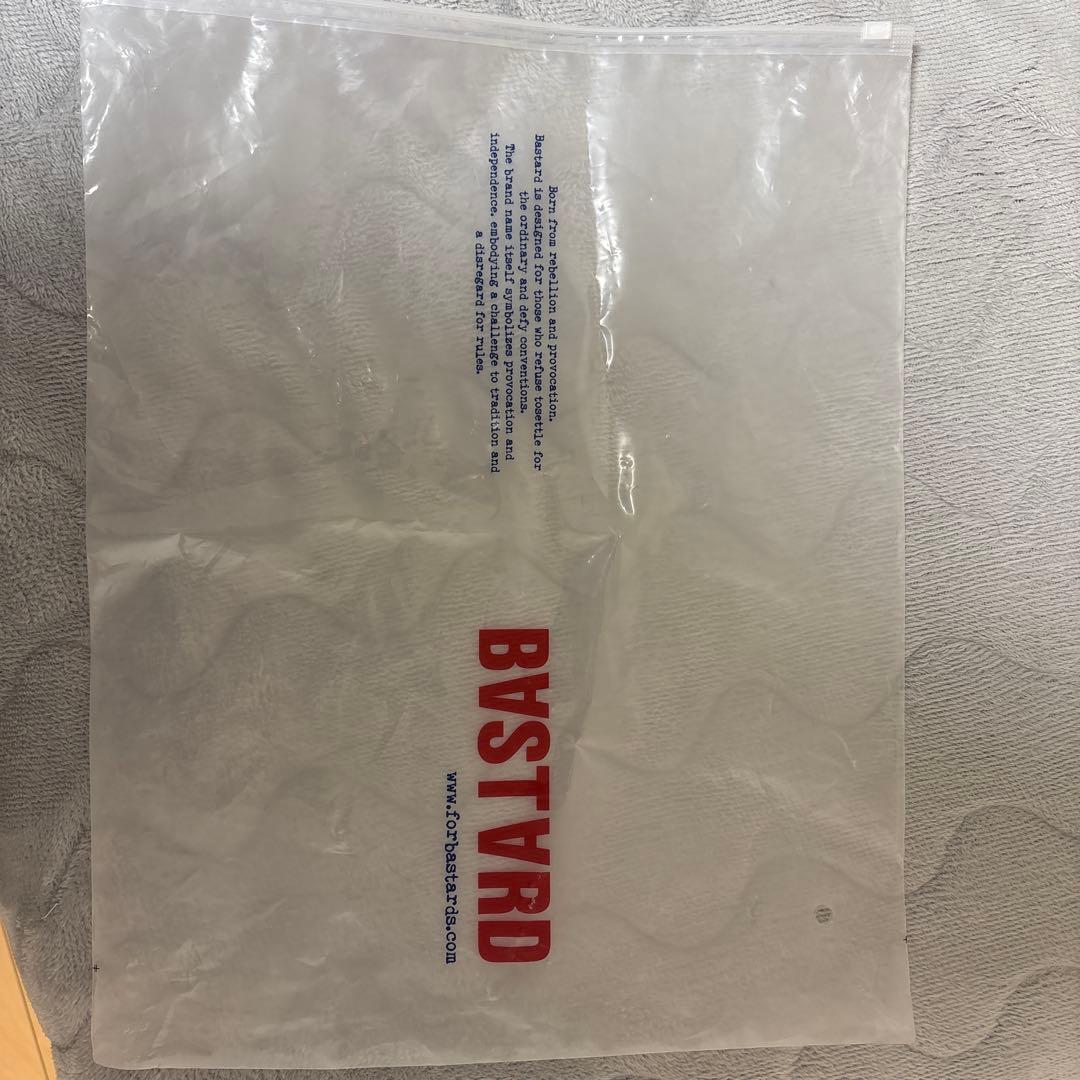 Born from rebellion and provocation.
Bastard is designed for those who refuse tosettle for
the ordinary and defy conventions.
The brand name itself symbolizes provocation and
independence, embodying a challenge to tradition and
a disregard for rules.
BASTARD
www.forbastards.com